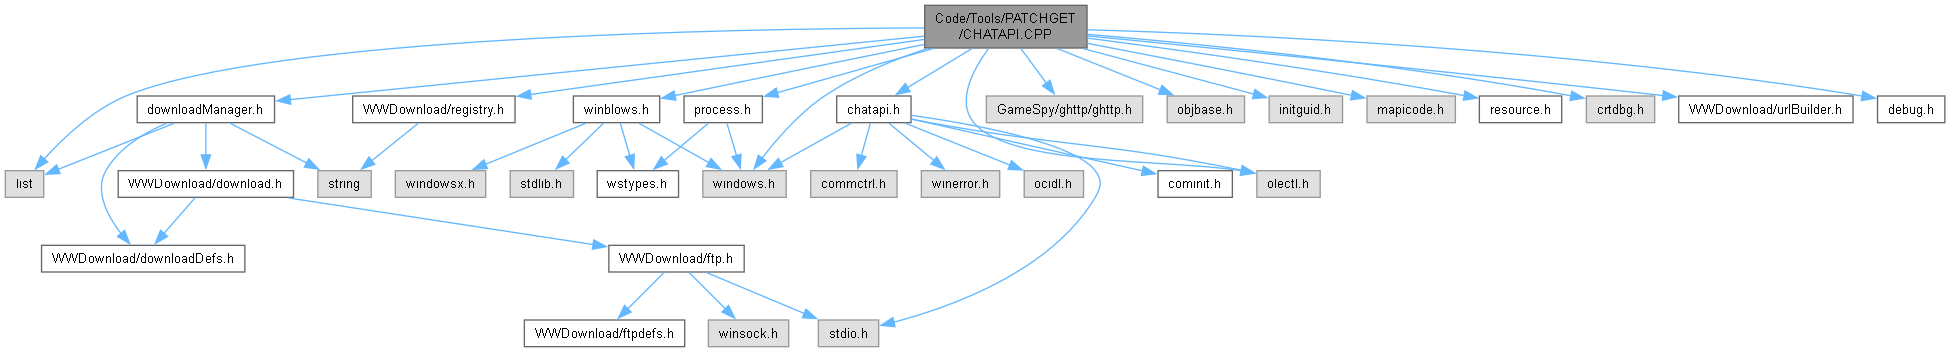 Code/Tools/PATCHGET
/CHATAPI.CPP
downloadManager.h
WWDownload/registry.h
winblows.h
process.h
chatapi.h
GameSpy/ghttp/ghttp.h
objbase.h
initguid.h
mapicode.h
resource.h
crtdbg.h
WWDownload/urlBuilder.h
debug.h
list
WWDownload/download.h
string
windowsx.h
stdlib.h
wstypes.h
windows.h
commctrl.h
winerror.h
ocidl.h
cominit.h
olectl.h
WWDownload/downloadDefs.h
WWDownload/ftp.h
WWDownload/ftpdefs.h
winsock.h
stdio.h